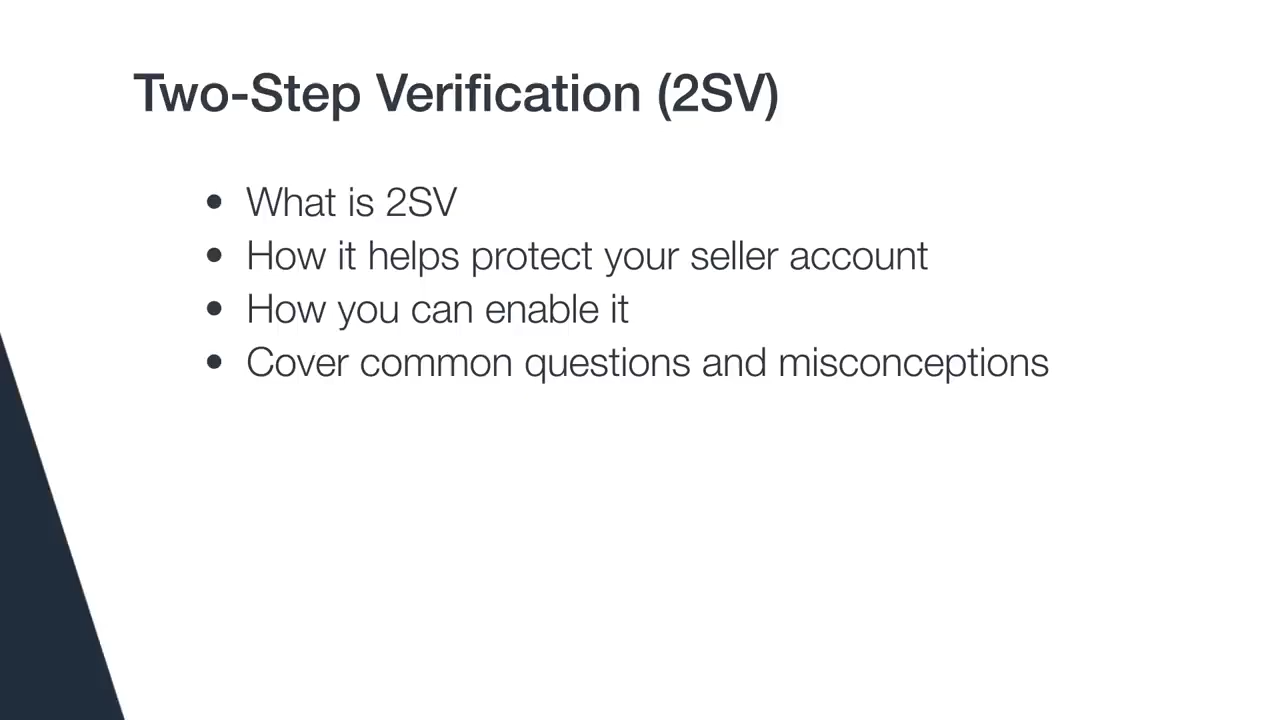 Two-Step Verification (2SV)
• What is 2SV
• How it helps protect your seller account
• How you can enable it
• Cover common questions and misconceptions